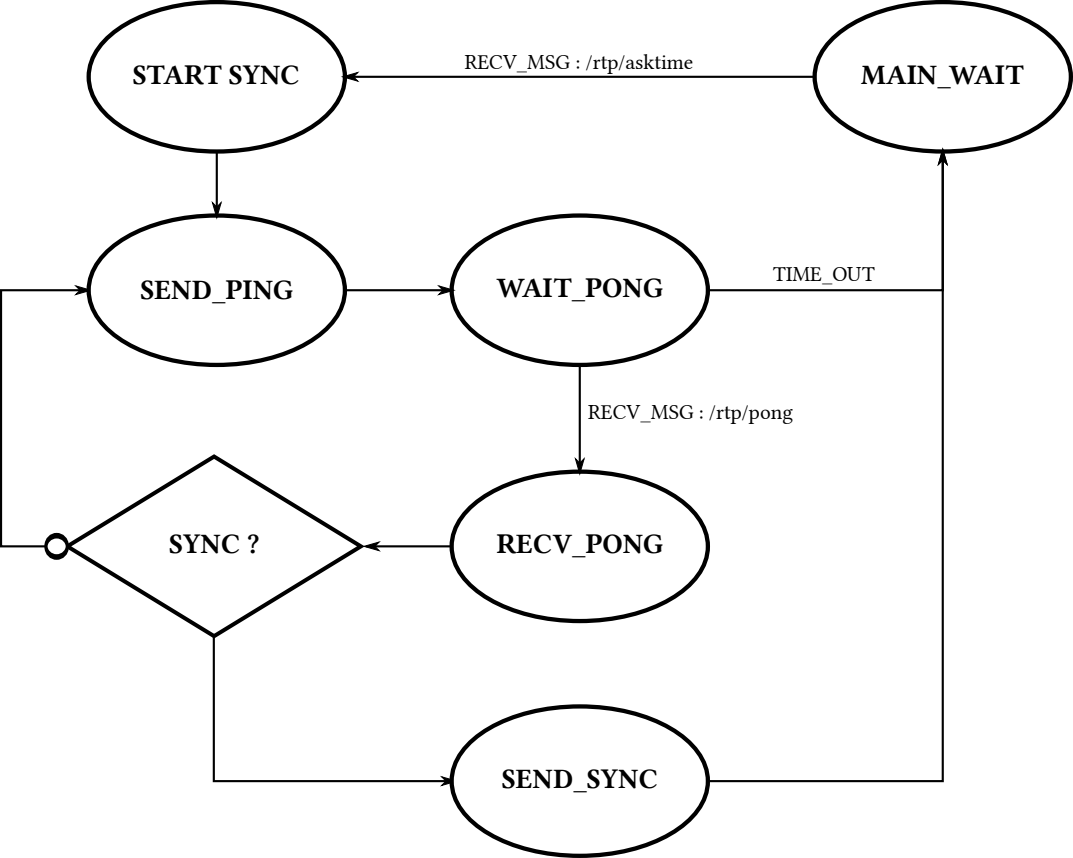 START SYNC
RECV_MSG : /rtp/asktime
MAIN_WAIT
SEND_PING
WAIT_PONG
TIME_OUT
RECV_MSG : /rtp/pong
SYNC ?
RECV_PONG
SEND_SYNC